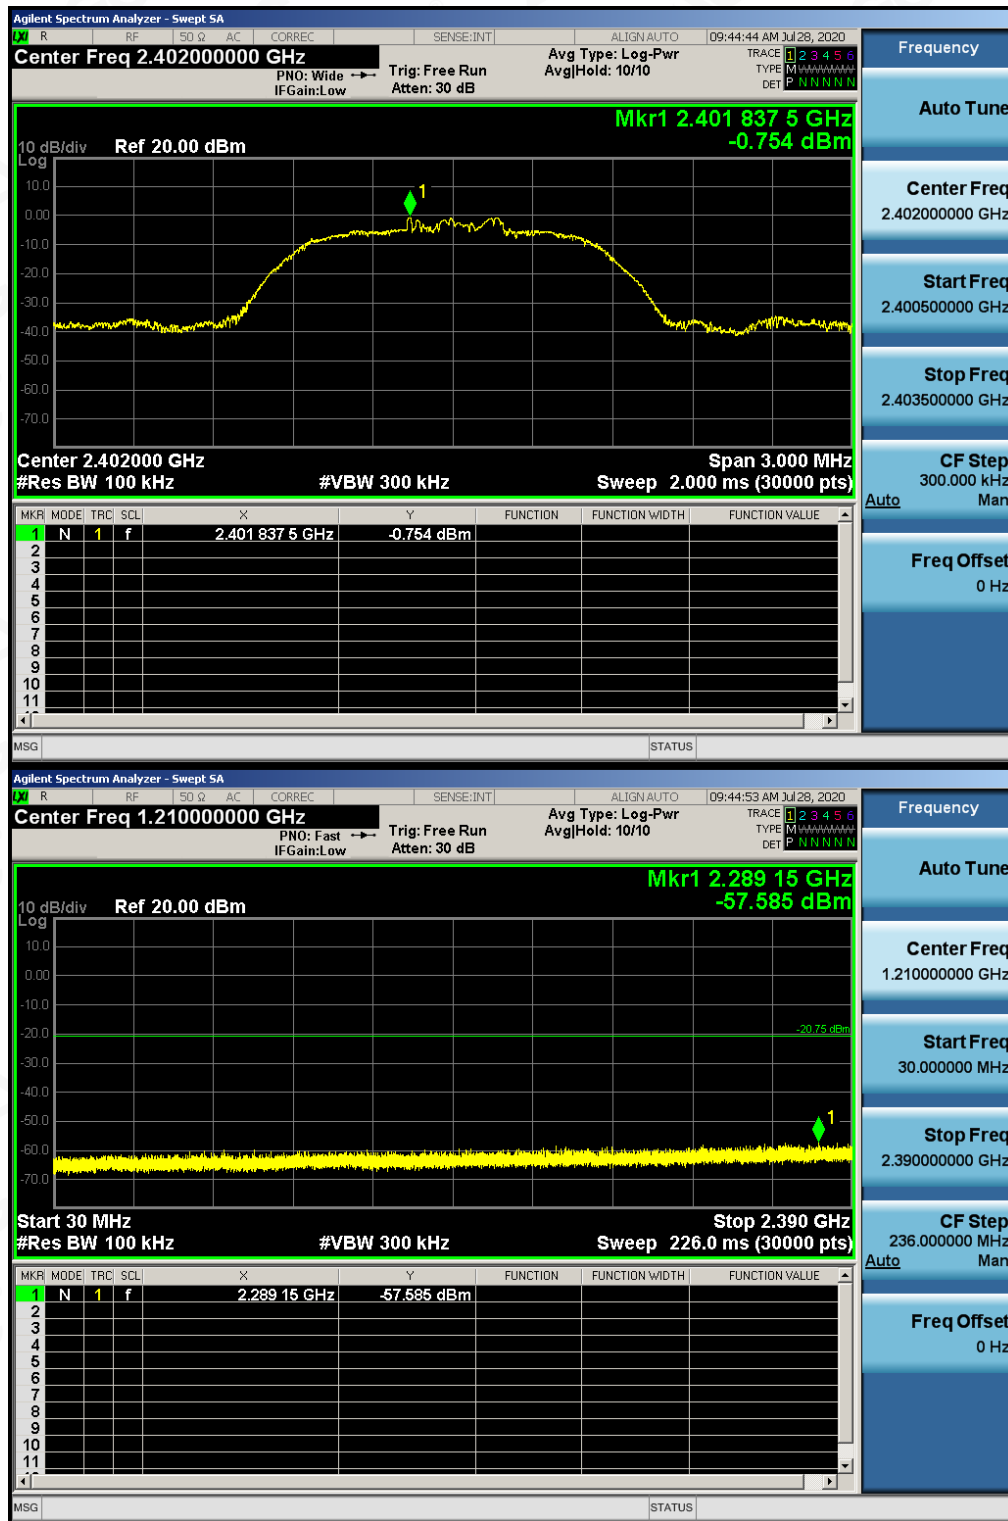 Agilent Spectrum Analyzer - Swept SA
LXI R RF 50 Ω AC CORREC SENSE:INT ALIGN AUTO 09:44:44 AM Jul 28, 2020
Center Freq 2.402000000 GHz
PNO: Wide
IFGain:Low
Trig: Free Run
Atten: 30 dB
Avg Type: Log-Pwr
Avg|Hold: 10/10
TRACE 1 2 3 4 5 6
TYPE M
DET P N N N N N
Mkr1 2.401 837 5 GHz
-0.754 dBm
10 dB/div Ref 20.00 dBm
Log
10.0
0.00
-10.0
-20.0
-30.0
-40.0
-50.0
-60.0
-70.0
1
Center 2.402000 GHz Span 3.000 MHz
#Res BW 100 kHz #VBW 300 kHz Sweep 2.000 ms (30000 pts)
MKR MODE TRC SCL X Y FUNCTION FUNCTION WIDTH FUNCTION VALUE
1 N 1 f 2.401 837 5 GHz -0.754 dBm
2
3
4
5
6
7
8
9
10
11
MSG STATUS
Frequency
Auto Tune
Center Freq
2.402000000 GHz
Start Freq
2.400500000 GHz
Stop Freq
2.403500000 GHz
CF Step
300.000 kHz
Auto Man
Freq Offset
0 Hz
Agilent Spectrum Analyzer - Swept SA
LXI R RF 50 Ω AC CORREC SENSE:INT ALIGN AUTO 09:44:53 AM Jul 28, 2020
Center Freq 1.210000000 GHz
PNO: Fast
IFGain:Low
Trig: Free Run
Atten: 30 dB
Avg Type: Log-Pwr
Avg|Hold: 10/10
TRACE 1 2 3 4 5 6
TYPE M
DET P N N N N N
Mkr1 2.289 15 GHz
-57.585 dBm
10 dB/div Ref 20.00 dBm
Log
10.0
0.00
-10.0
-20.0
-30.0
-40.0
-50.0
-60.0
-70.0
-20.75 dBm
1
Start 30 MHz Stop 2.390 GHz
#Res BW 100 kHz #VBW 300 kHz Sweep 226.0 ms (30000 pts)
MKR MODE TRC SCL X Y FUNCTION FUNCTION WIDTH FUNCTION VALUE
1 N 1 f 2.289 15 GHz -57.585 dBm
2
3
4
5
6
7
8
9
10
11
MSG STATUS
Frequency
Auto Tune
Center Freq
1.210000000 GHz
Start Freq
30.000000 MHz
Stop Freq
2.390000000 GHz
CF Step
236.000000 MHz
Auto Man
Freq Offset
0 Hz